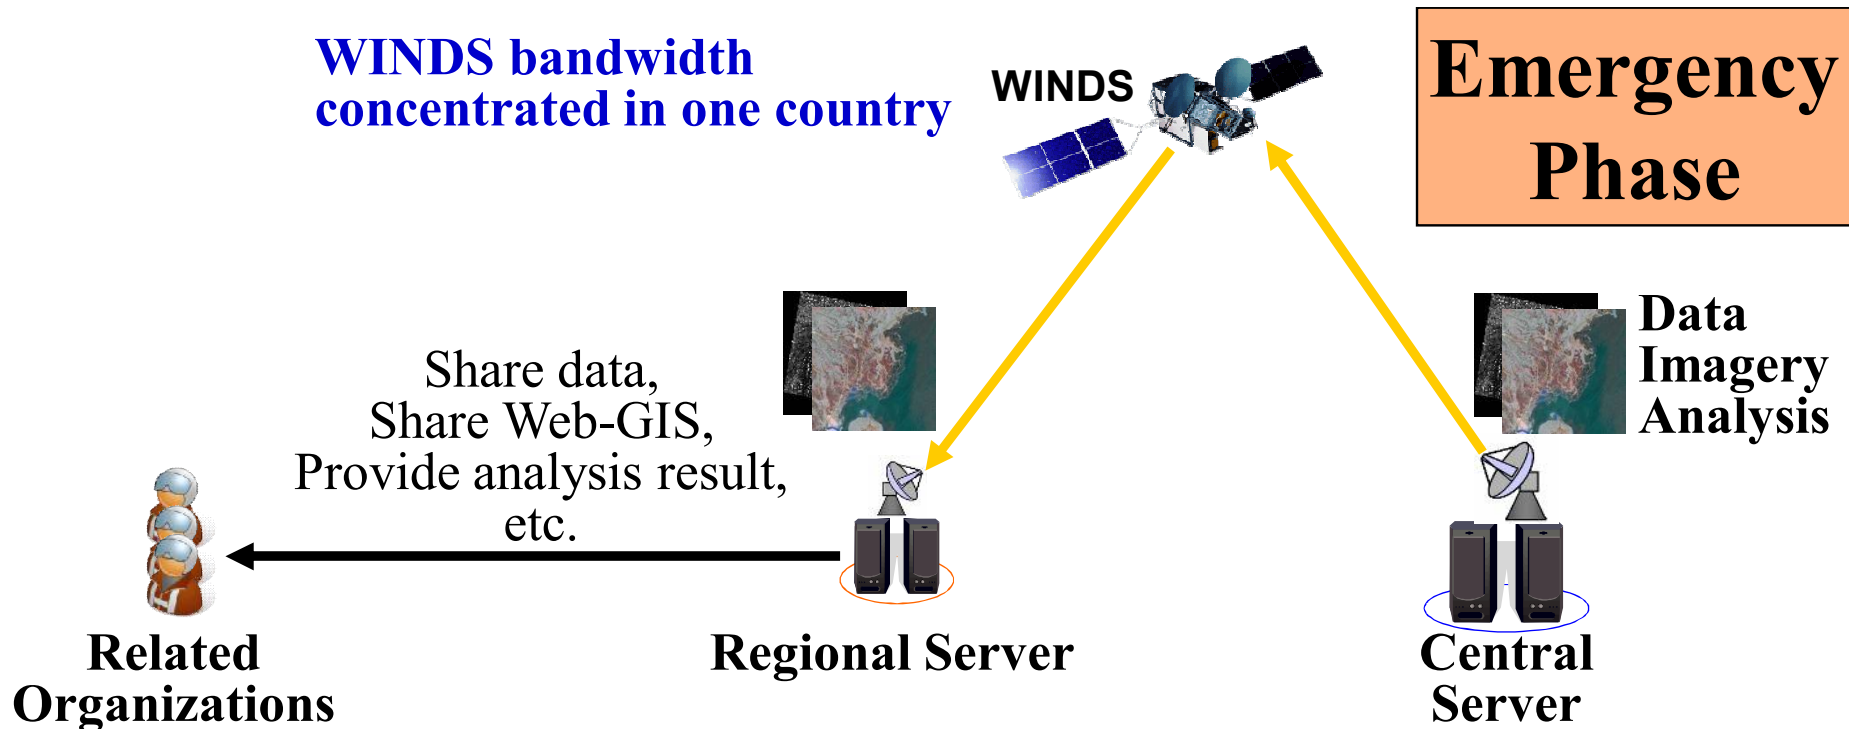 WINDS bandwidth
concentrated in one country
WINDS
Emergency
Phase
Data
Imagery
Analysis
Share data,
Share Web-GIS,
Provide analysis result,
etc.
Related
Organizations
Regional Server
Central
Server